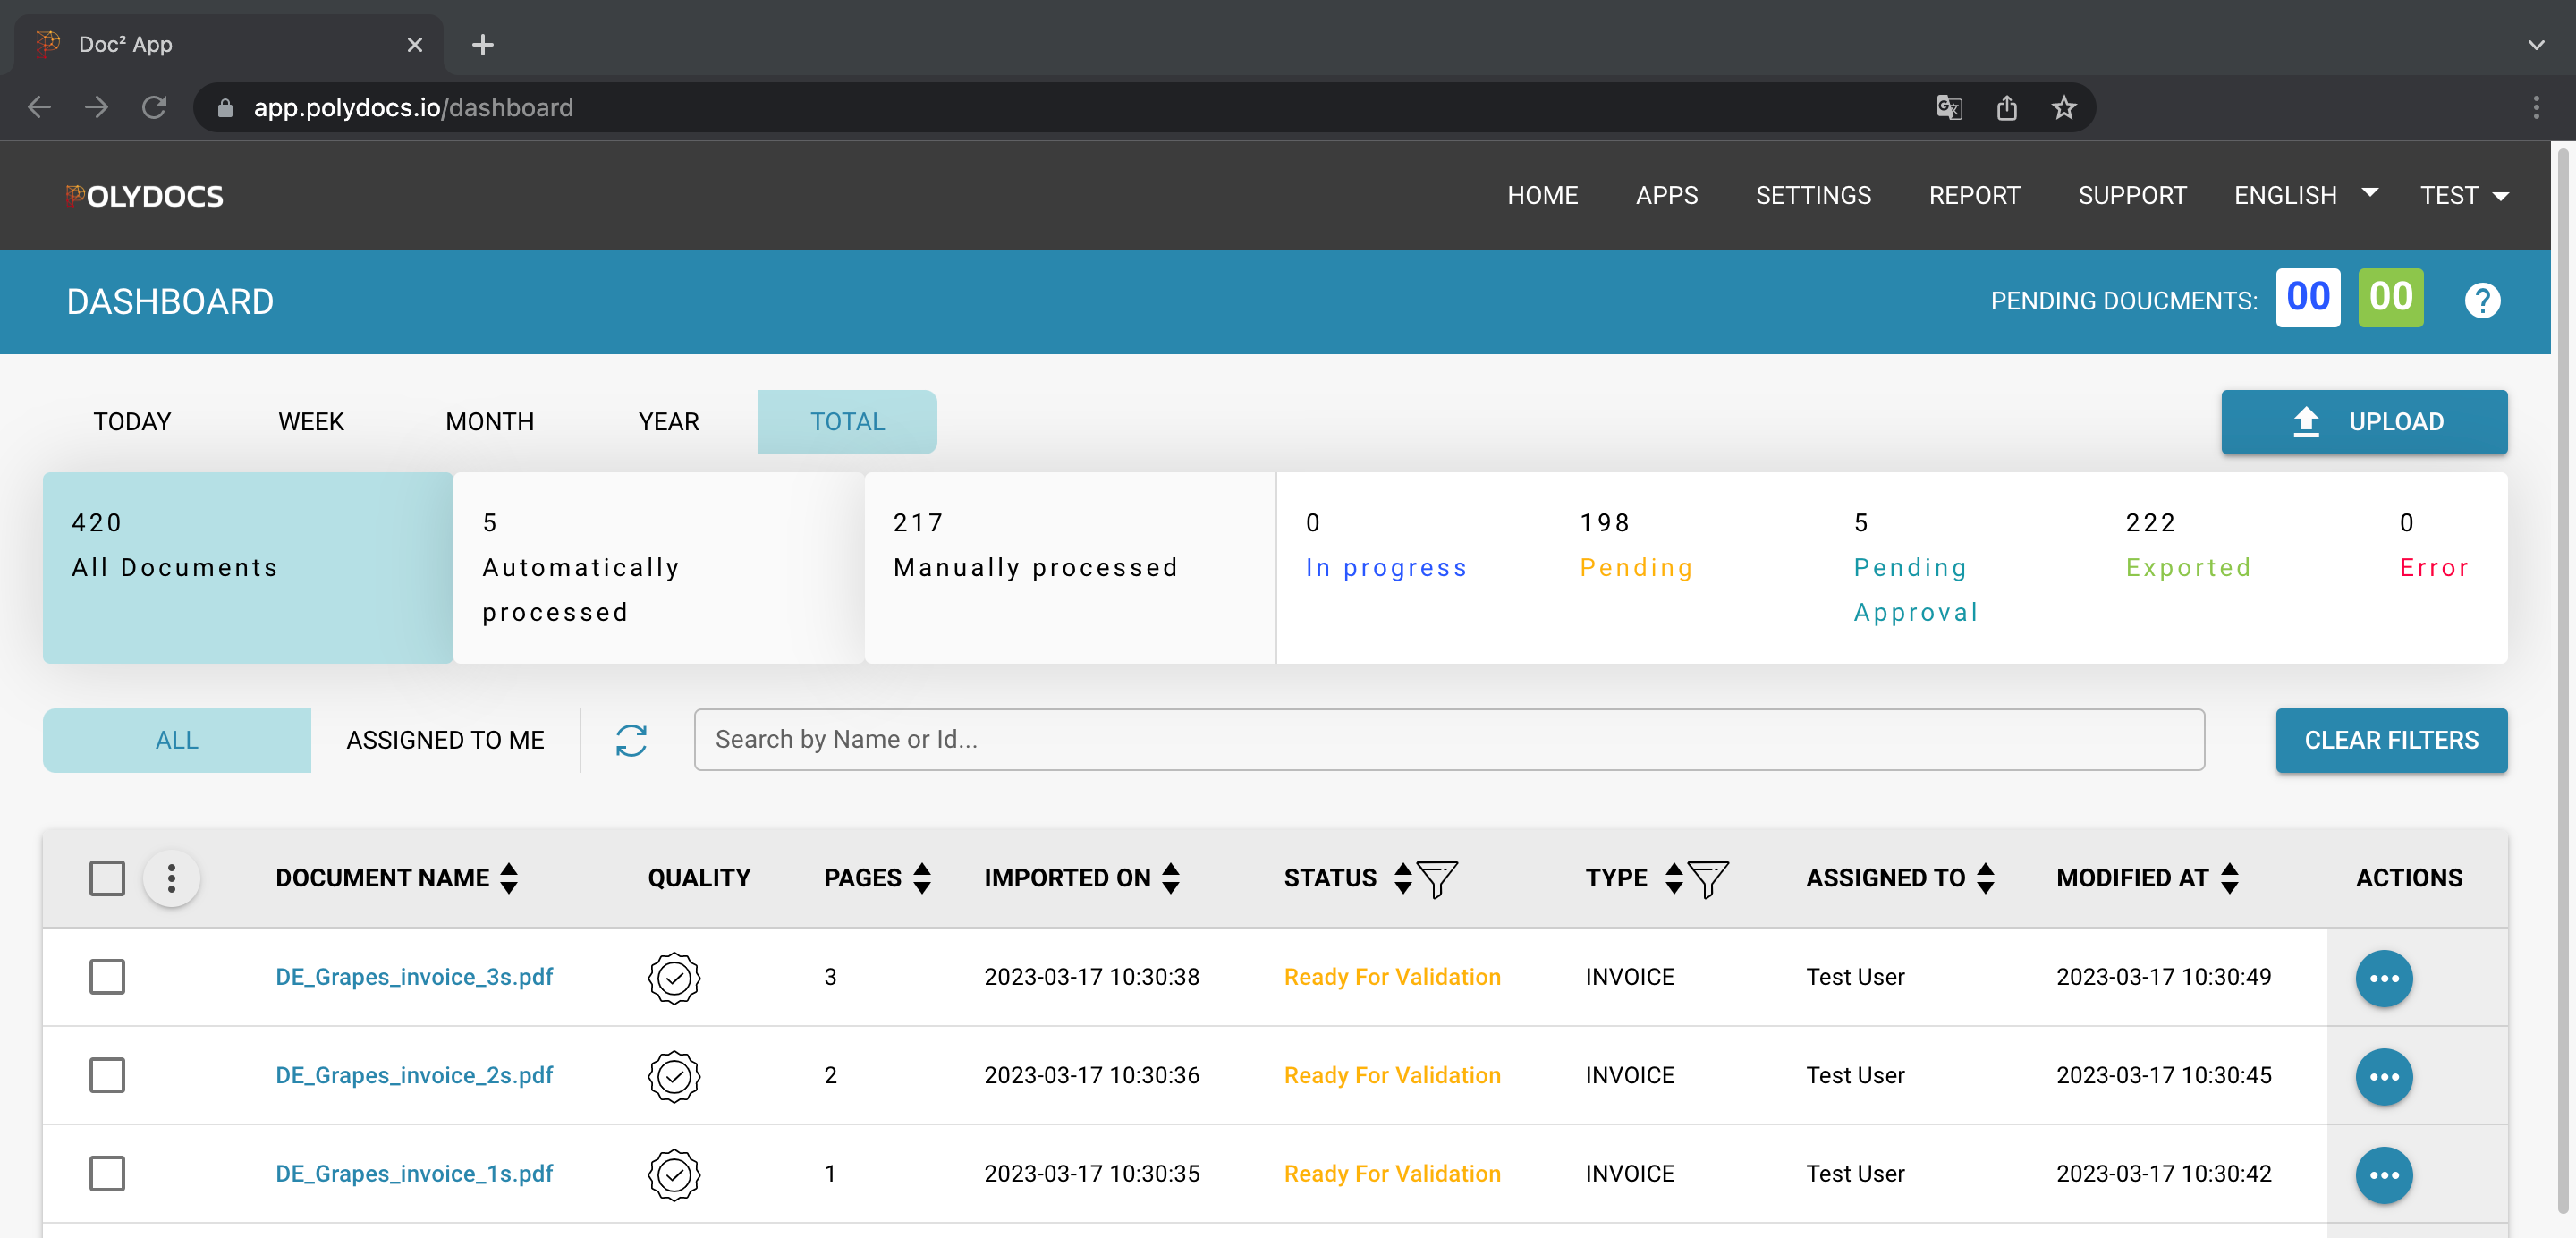 Doc² App
app.polydocs.io/dashboard
POLYDOCS
HOME APPS SETTINGS REPORT SUPPORT ENGLISH TEST
DASHBOARD
PENDING DOUCMENTS: 00 00 ?
TODAY WEEK MONTH YEAR TOTAL
UPLOAD
420
All Documents
5
Automatically
processed
217
Manually processed
0
In progress
198
Pending
5
Pending
Approval
222
Exported
0
Error
ALL ASSIGNED TO ME
Search by Name or Id...
CLEAR FILTERS
DOCUMENT NAME QUALITY PAGES IMPORTED ON STATUS TYPE ASSIGNED TO MODIFIED AT ACTIONS
DE_Grapes_invoice_3s.pdf 3 2023-03-17 10:30:38 Ready For Validation INVOICE Test User 2023-03-17 10:30:49
DE_Grapes_invoice_2s.pdf 2 2023-03-17 10:30:36 Ready For Validation INVOICE Test User 2023-03-17 10:30:45
DE_Grapes_invoice_1s.pdf 1 2023-03-17 10:30:35 Ready For Validation INVOICE Test User 2023-03-17 10:30:42